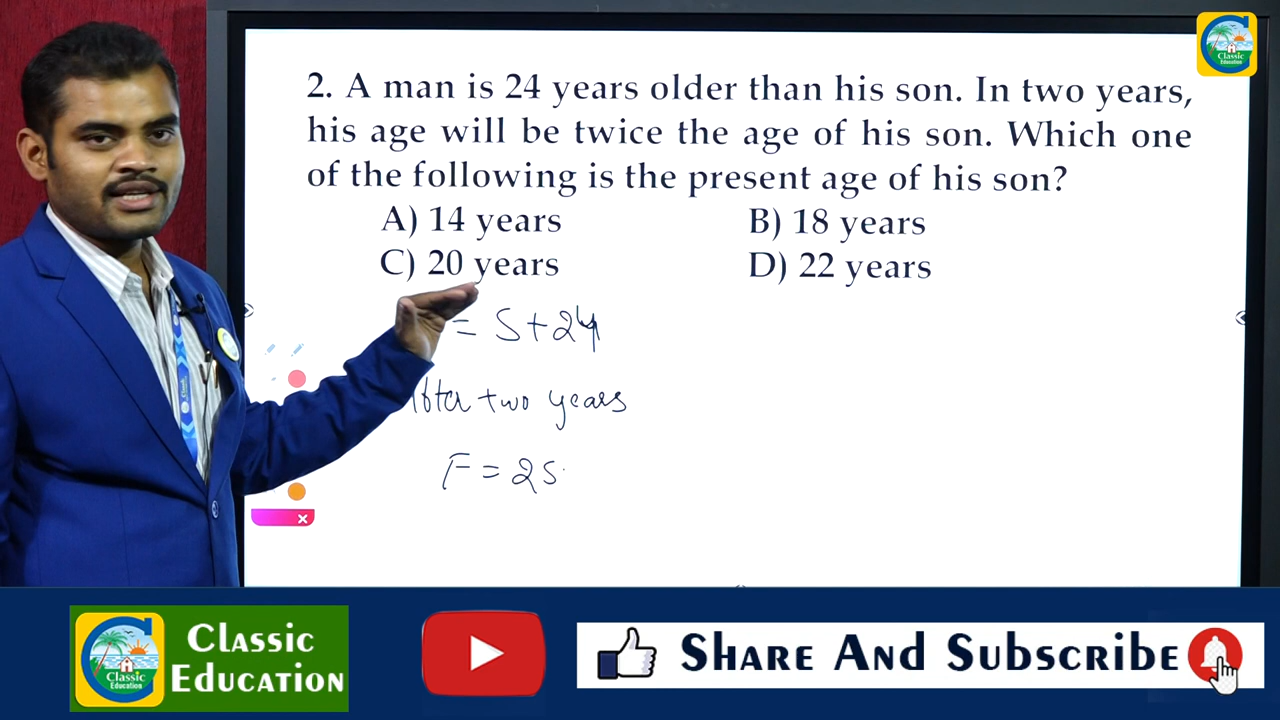 Classic
Education
2. A man is 24 years older than his son. In two years,
his age will be twice the age of his son. Which one
of the following is the present age of his son?
A) 14 years B) 18 years
C) 20 years D) 22 years
= S + 24
two years
F = 2S
Classic
Education
Classic
Education
Share And Subscribe